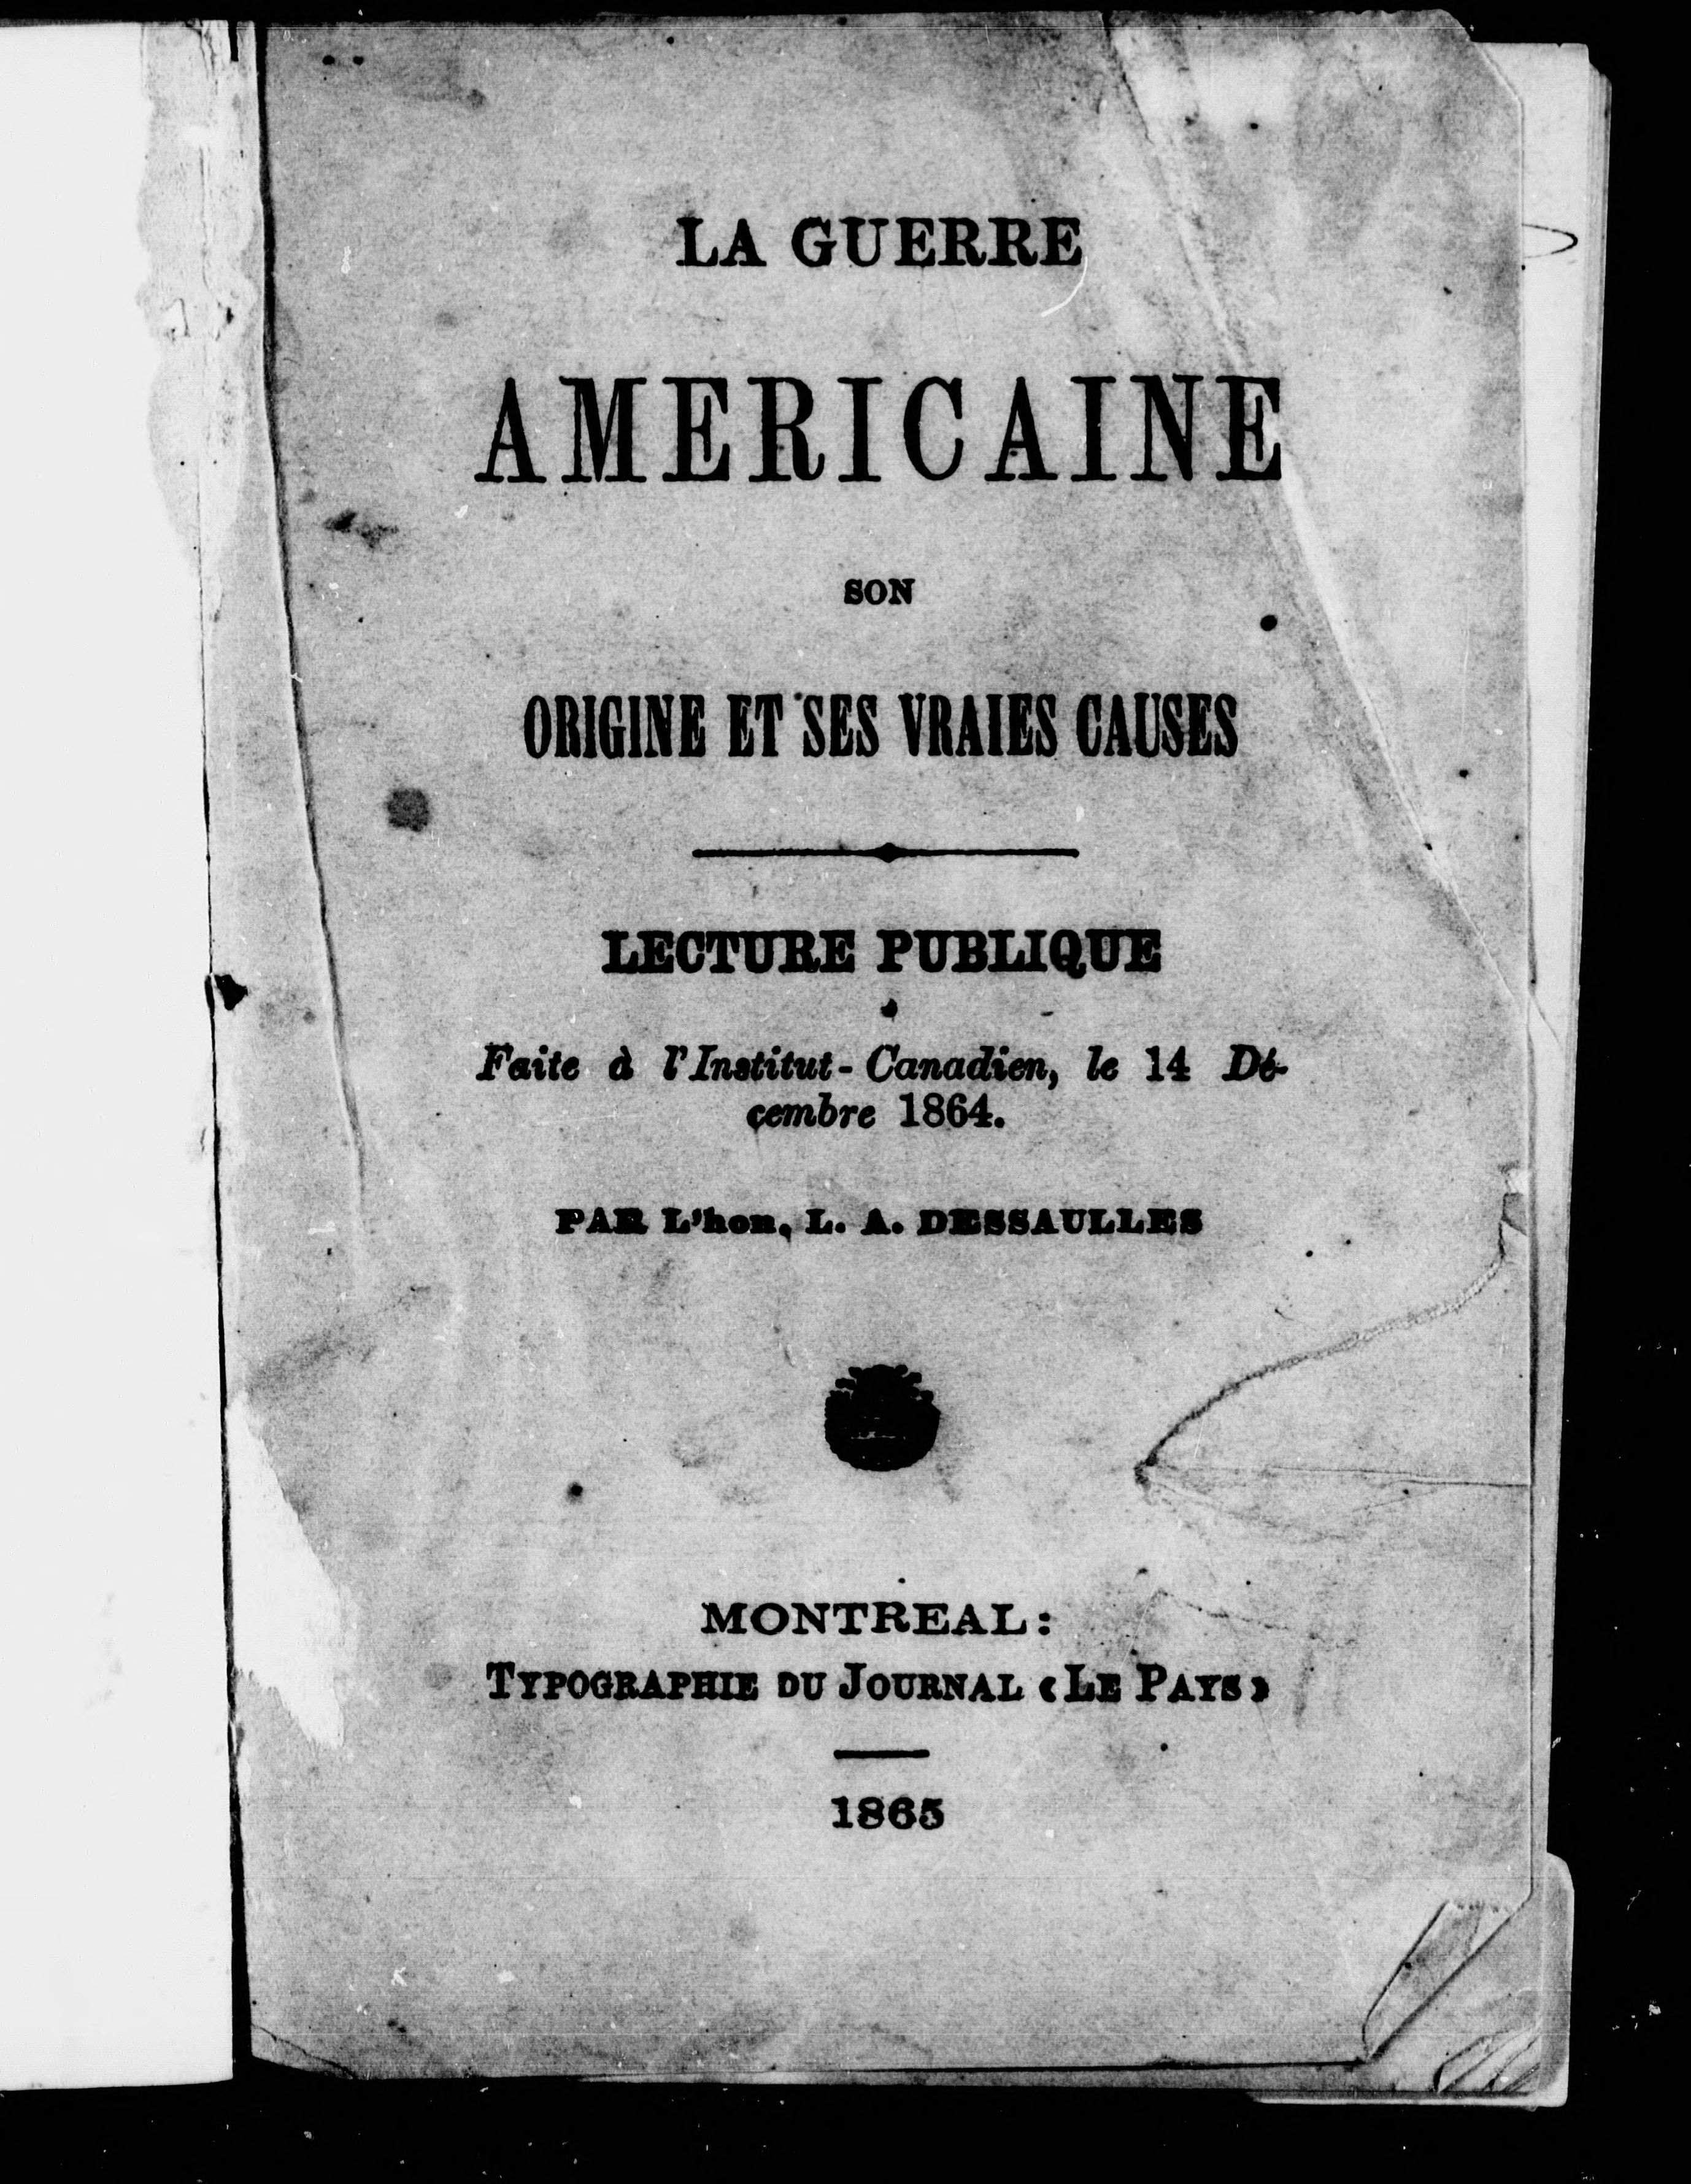 LA GUERRE
AMERICAINE
SON
ORIGINE ET SES VRAIES CAUSES
LECTURE PUBLIQUE
Faite à l'Institut-Canadien, le 14 Dé-
cembre 1864.
PAR L'hon, L. A. DESSAULLES
MONTREAL:
TYPOGRAPHIE DU JOURNAL «LE PAYS»
1865